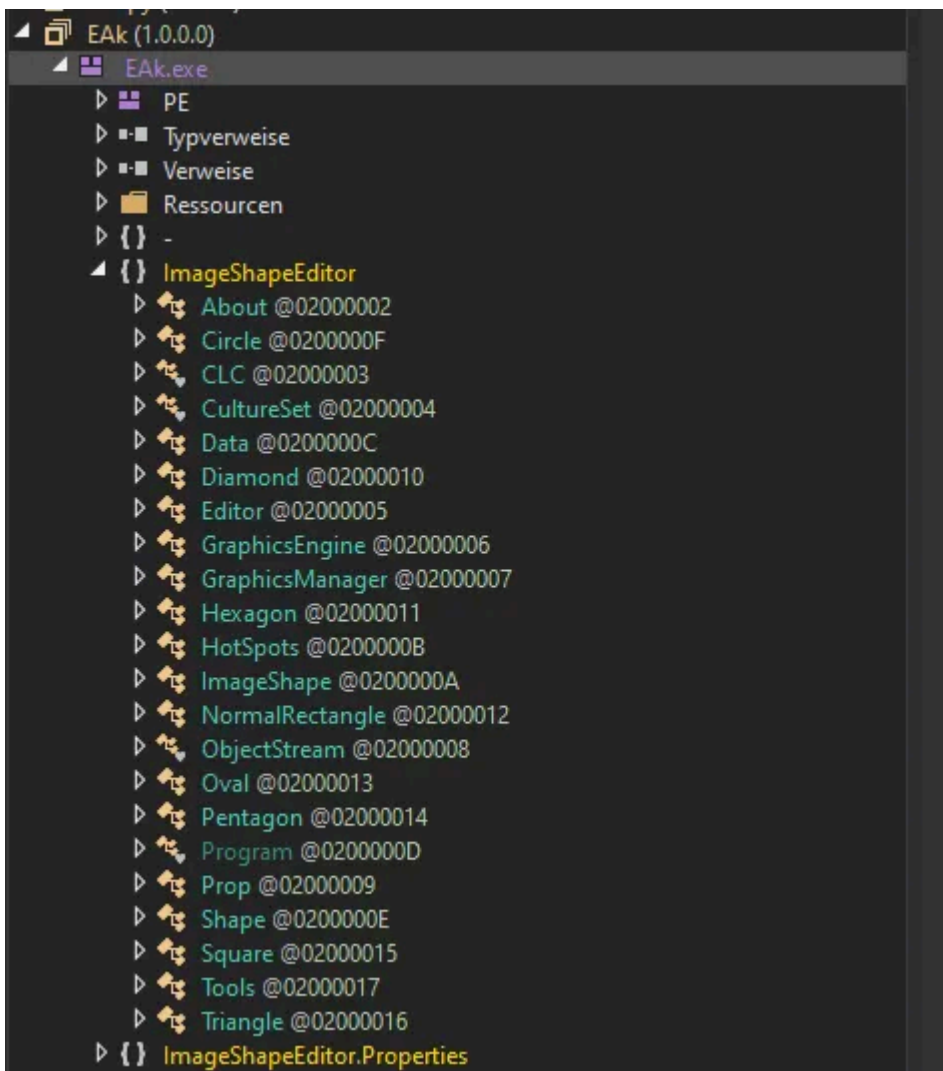 EAk (1.0.0.0)
EAk.exe
PE
Typverweise
Verweise
Ressourcen
{ } -
{ } ImageShapeEditor
About @02000002
Circle @0200000F
CLC @02000003
CultureSet @02000004
Data @0200000C
Diamond @02000010
Editor @02000005
GraphicsEngine @02000006
GraphicsManager @02000007
Hexagon @02000011
HotSpots @0200000B
ImageShape @0200000A
NormalRectangle @02000012
ObjectStream @02000008
Oval @02000013
Pentagon @02000014
Program @0200000D
Prop @02000009
Shape @0200000E
Square @02000015
Tools @02000017
Triangle @02000016
{ } ImageShapeEditor.Properties